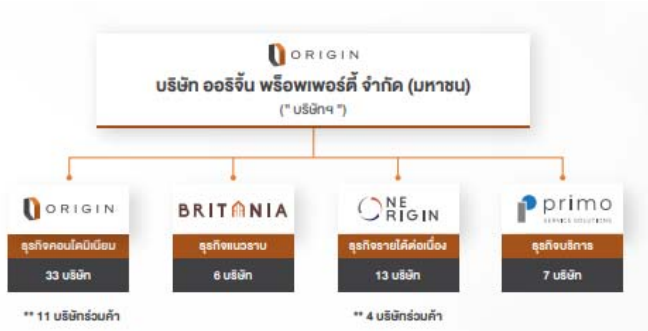 ORIGIN
บริษัท ออริจิ้น พร็อพเพอร์ตี้ จำกัด (มหาชน)
(" บริษัทฯ ")
ORIGIN
BRITANIA
ONE ORIGIN
primo
SERVICE SOLUTIONS
ธุรกิจคอนโดมิเนียม
ธุรกิจแนวราบ
ธุรกิจรายได้ต่อเนื่อง
ธุรกิจบริการ
33 บริษัท
6 บริษัท
13 บริษัท
7 บริษัท
** 11 บริษัทร่วมค้า
** 4 บริษัทร่วมค้า